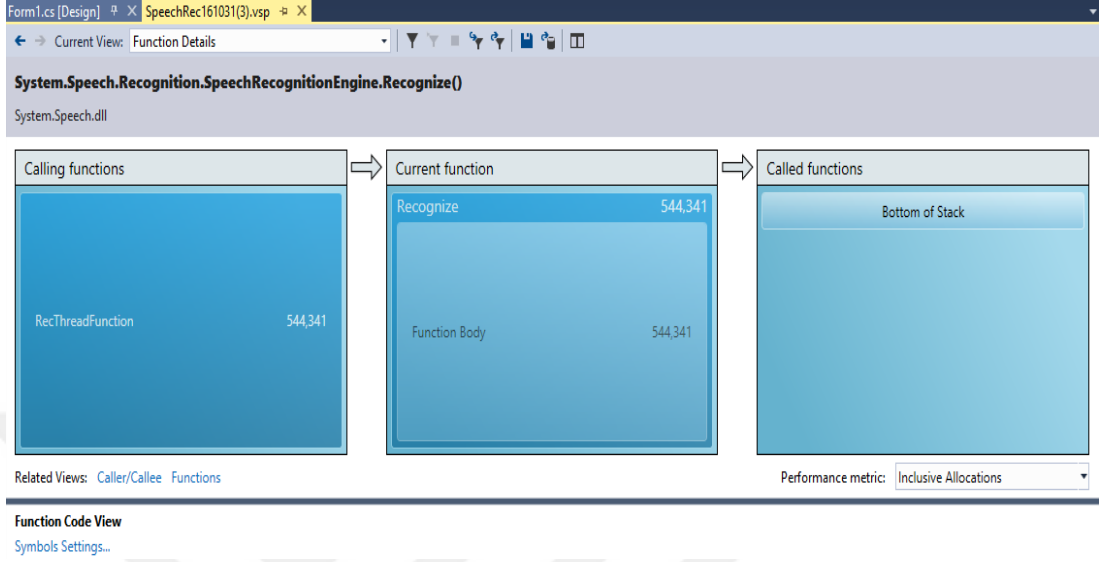 Form1.cs [Design] SpeechRec161031(3).vsp
Current View: Function Details
System.Speech.Recognition.SpeechRecognitionEngine.Recognize()
System.Speech.dll
Calling functions
RecThreadFunction 544,341
Current function
Recognize 544,341
Function Body 544,341
Called functions
Bottom of Stack
Related Views: Caller/Callee Functions
Performance metric: Inclusive Allocations
Function Code View
Symbols Settings...